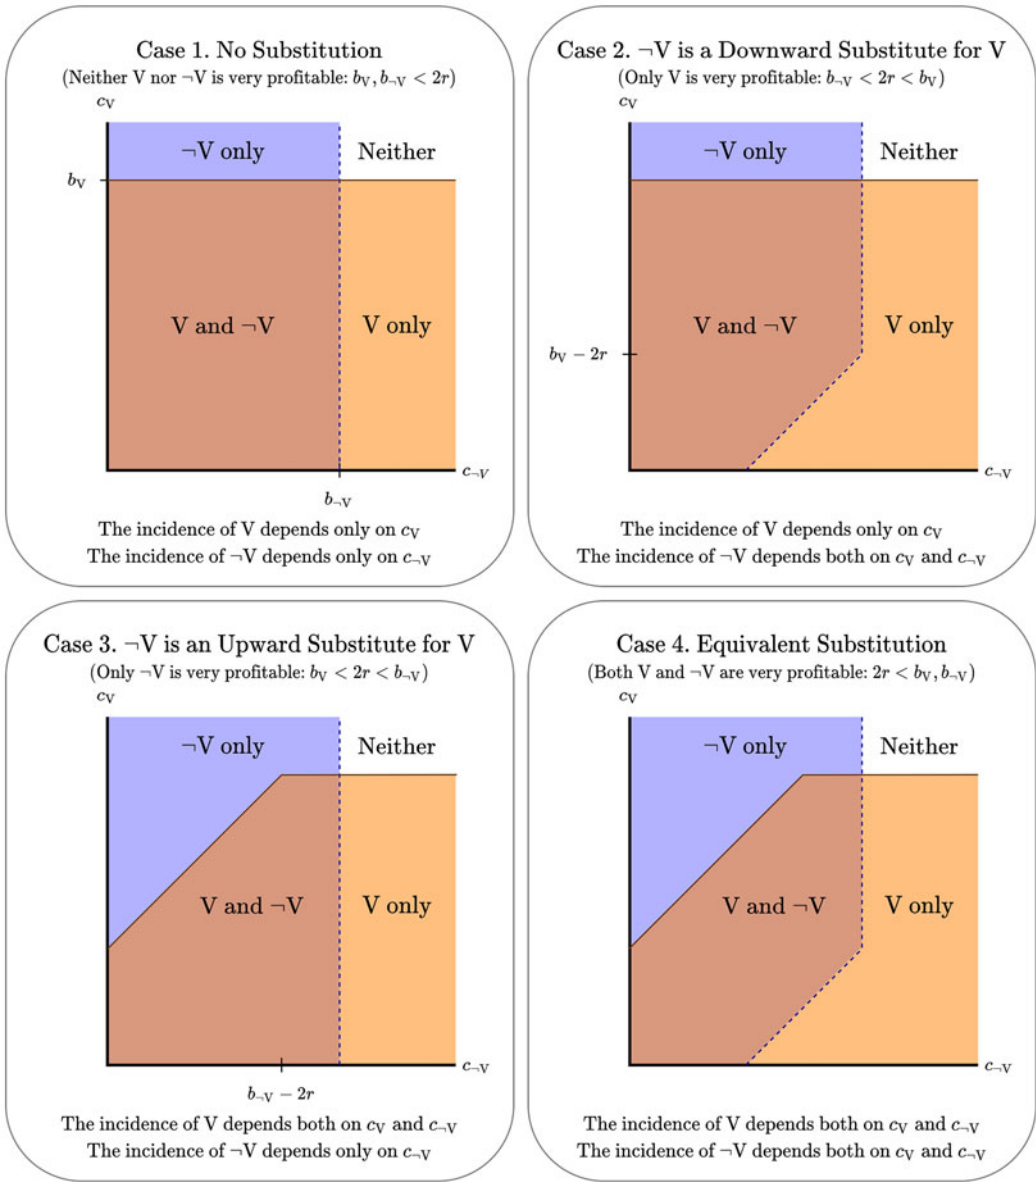 Case 1. No Substitution
(Neither V nor ¬V is very profitable: b_V, b_¬V < 2r)
c_V
¬V only
Neither
b_V
V and ¬V
V only
c_¬V
b_¬V
The incidence of V depends only on c_V
The incidence of ¬V depends only on c_¬V
Case 2. ¬V is a Downward Substitute for V
(Only V is very profitable: b_¬V < 2r < b_V)
c_V
¬V only
Neither
V and ¬V
V only
b_V − 2r
c_¬V
The incidence of V depends only on c_V
The incidence of ¬V depends both on c_V and c_¬V
Case 3. ¬V is an Upward Substitute for V
(Only ¬V is very profitable: b_V < 2r < b_¬V)
c_V
¬V only
Neither
V and ¬V
V only
c_¬V
b_¬V − 2r
The incidence of V depends both on c_V and c_¬V
The incidence of ¬V depends only on c_¬V
Case 4. Equivalent Substitution
(Both V and ¬V are very profitable: 2r < b_V, b_¬V)
c_V
¬V only
Neither
V and ¬V
V only
c_¬V
The incidence of V depends both on c_V and c_¬V
The incidence of ¬V depends both on c_V and c_¬V